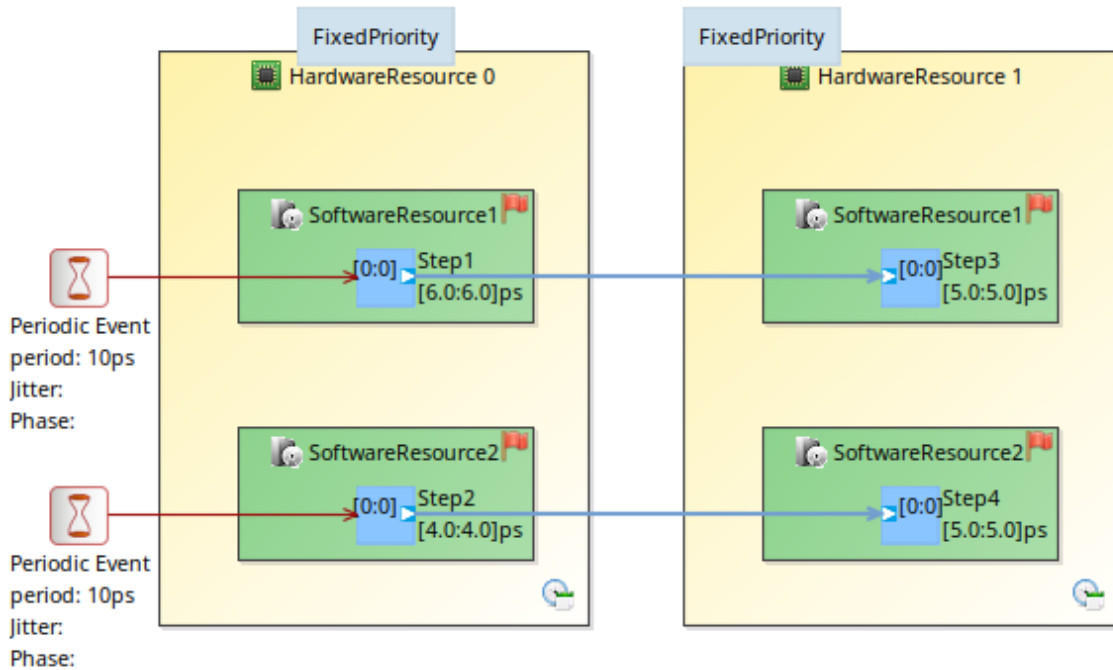 FixedPriority
FixedPriority
HardwareResource 0
HardwareResource 1
SoftwareResource1
SoftwareResource1
[0:0]
Step1
[6.0:6.0]ps
[0:0]
Step3
[5.0:5.0]ps
Periodic Event
period: 10ps
Jitter:
Phase:
SoftwareResource2
SoftwareResource2
[0:0]
Step2
[4.0:4.0]ps
[0:0]
Step4
[5.0:5.0]ps
Periodic Event
period: 10ps
Jitter:
Phase: